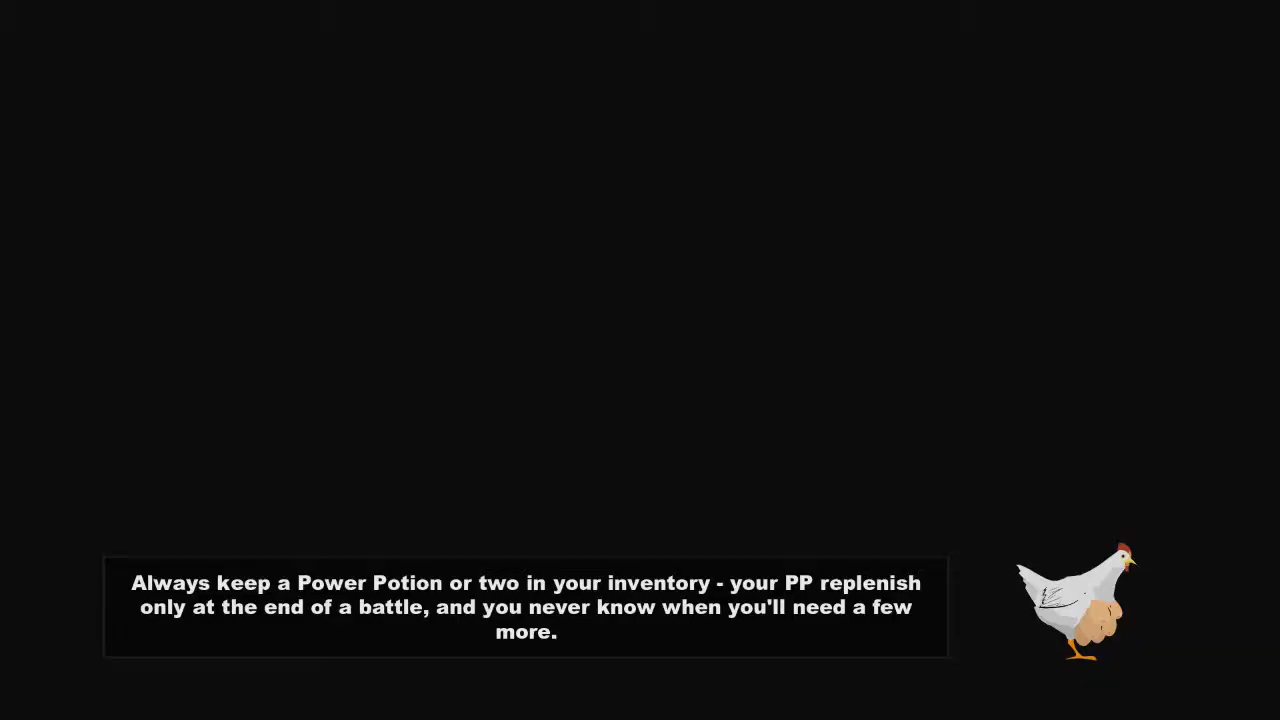 Always keep a Power Potion or two in your inventory - your PP replenish
only at the end of a battle, and you never know when you'll need a few
more.